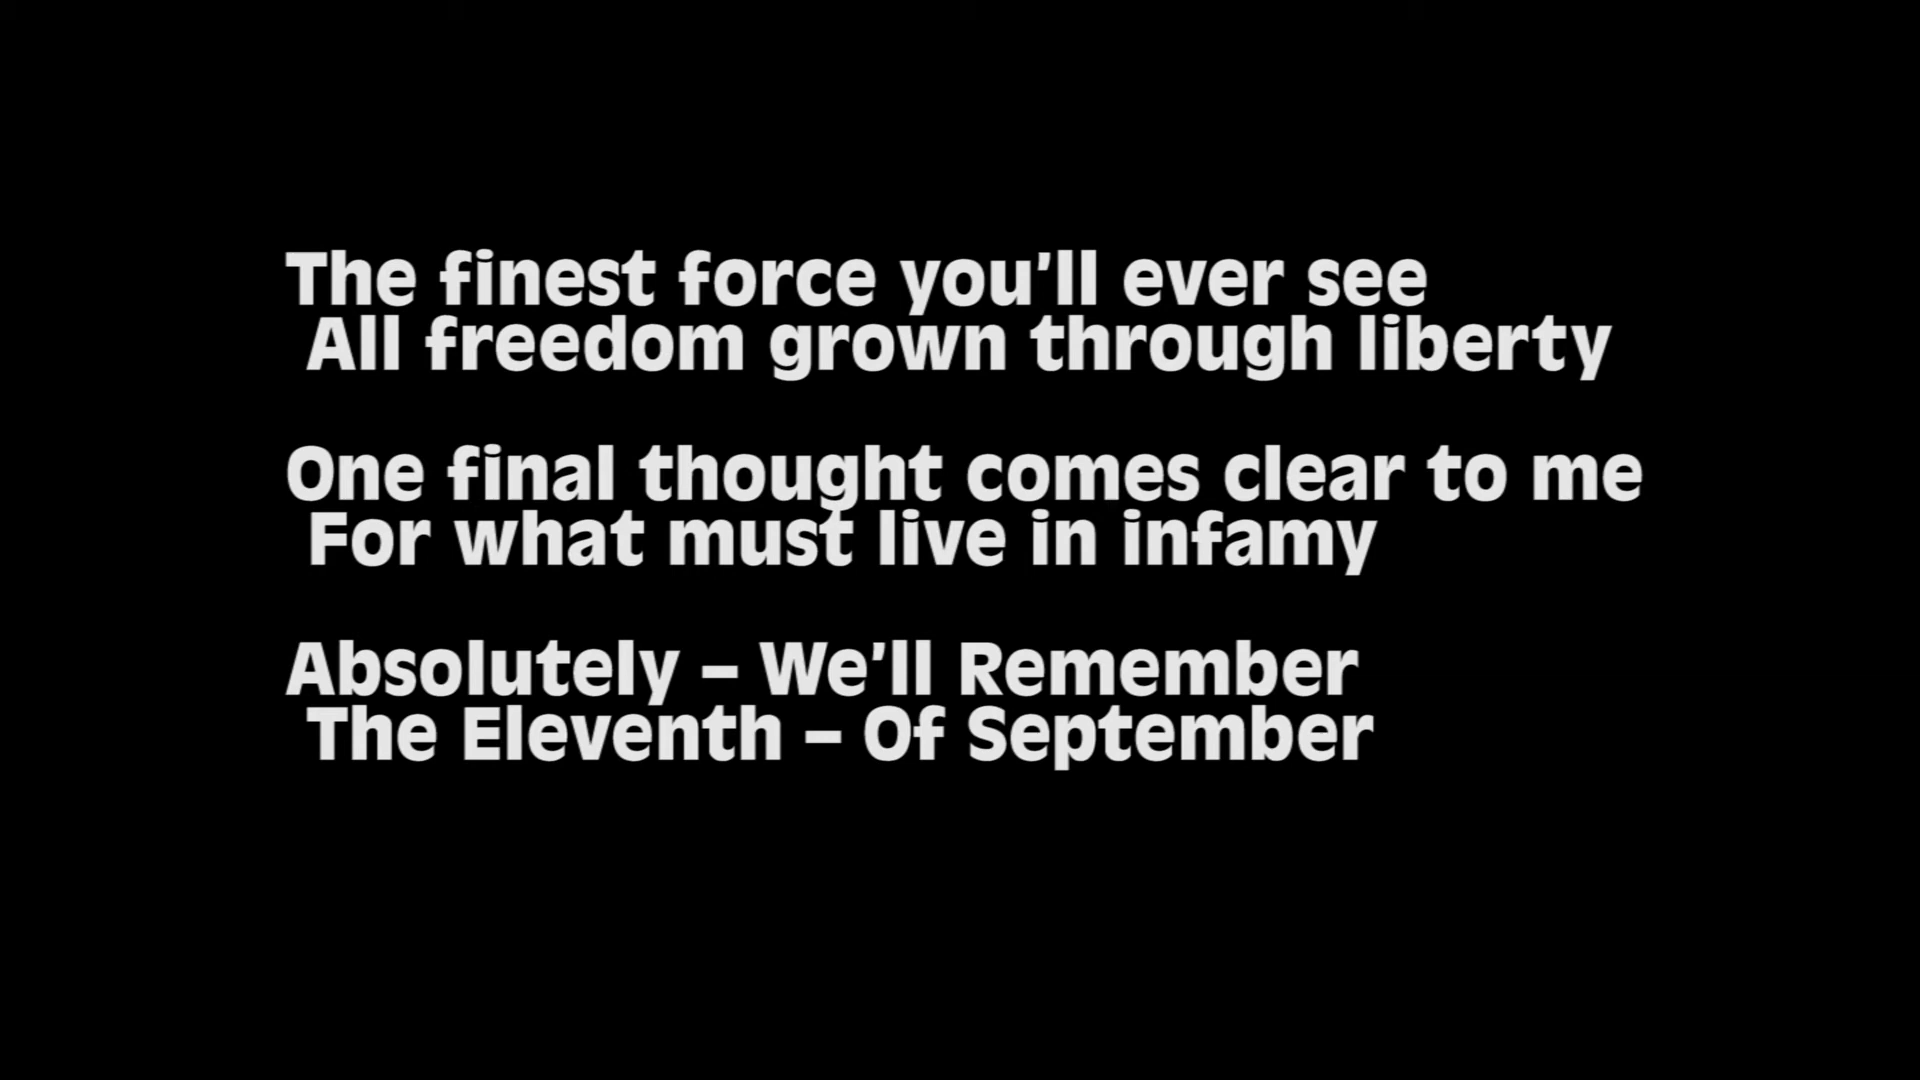 The finest force you'll ever see
All freedom grown through liberty
One final thought comes clear to me
For what must live in infamy
Absolutely – We'll Remember
The Eleventh – Of September